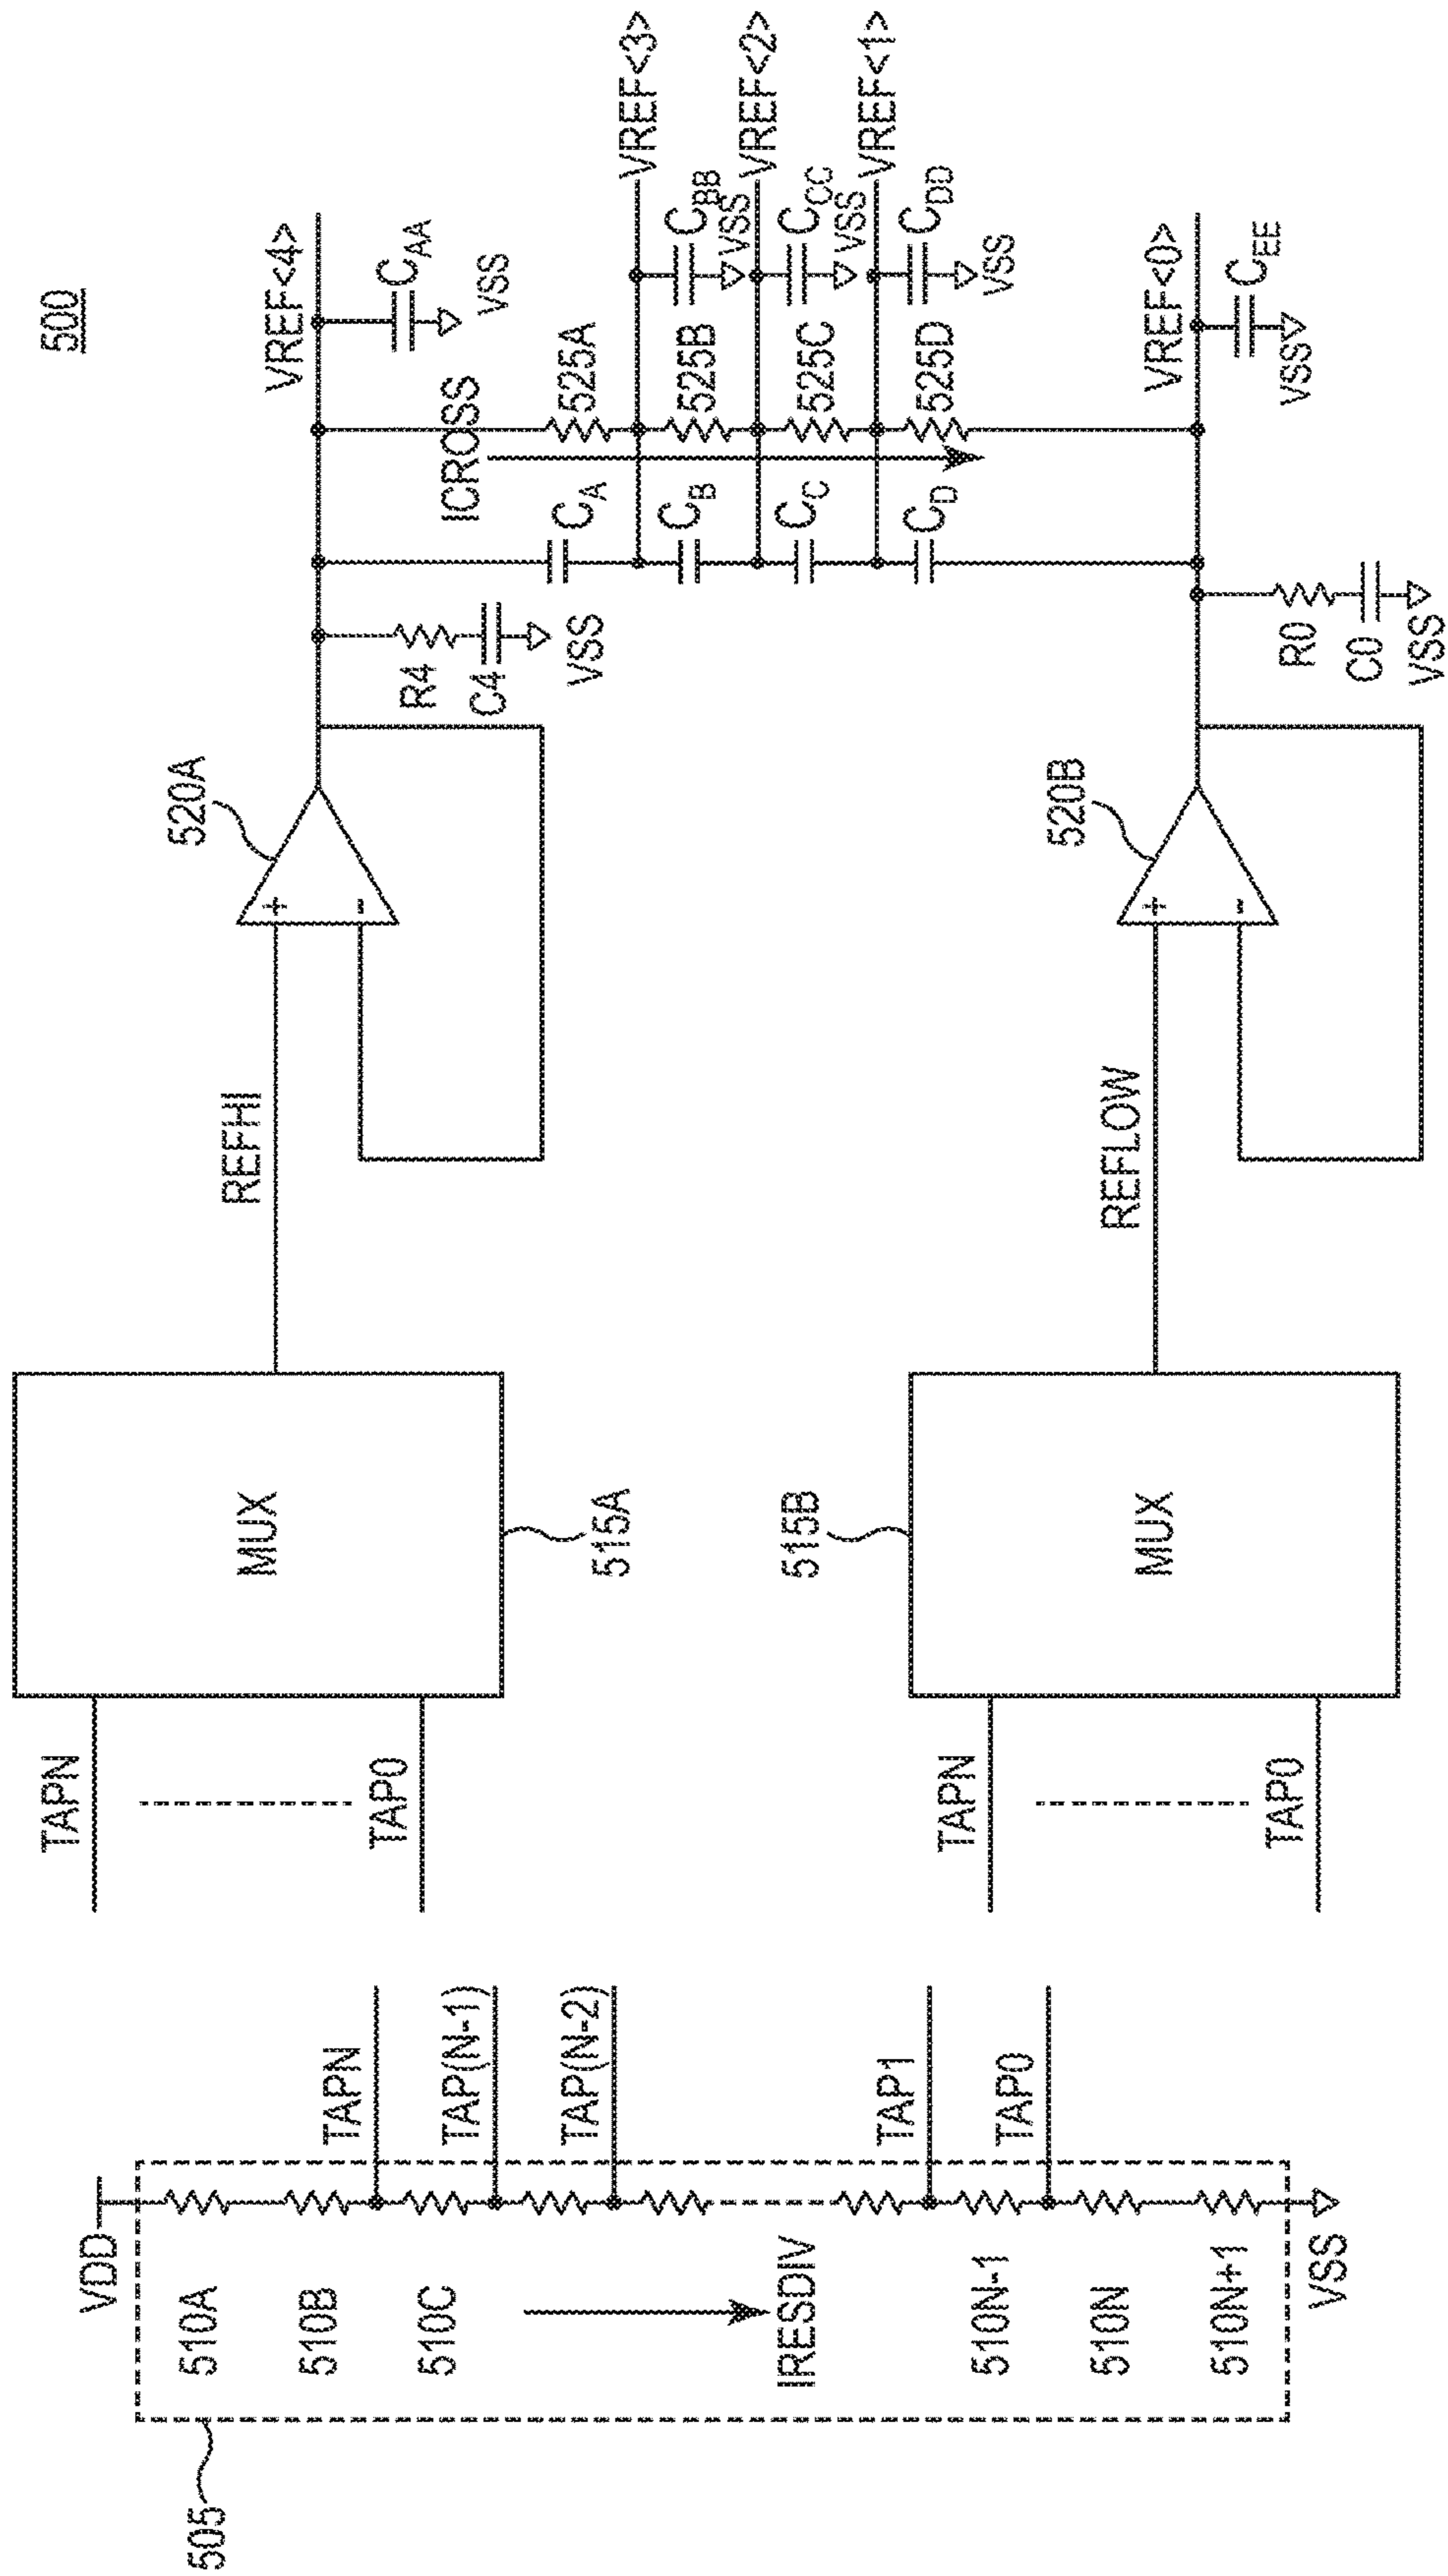 500
505
VDD
510A
510B
510C
IRESDIV
510N-1
510N
510N+1
VSS
TAPN
TAP(N-1)
TAP(N-2)
TAP1
TAP0
TAPN
TAP0
MUX
515A
REFHI
520A
+
-
R4
C4
VSS
VREF<4>
CAA
VSS
ICROSS
CA
CB
CC
CD
525A
525B
525C
525D
VREF<3>
CBB
VSS
VREF<2>
CCC
VSS
VREF<1>
CDD
VSS
TAPN
TAP0
MUX
515B
REFLOW
520B
+
-
R0
C0
VSS
VREF<0>
CEE
VSS